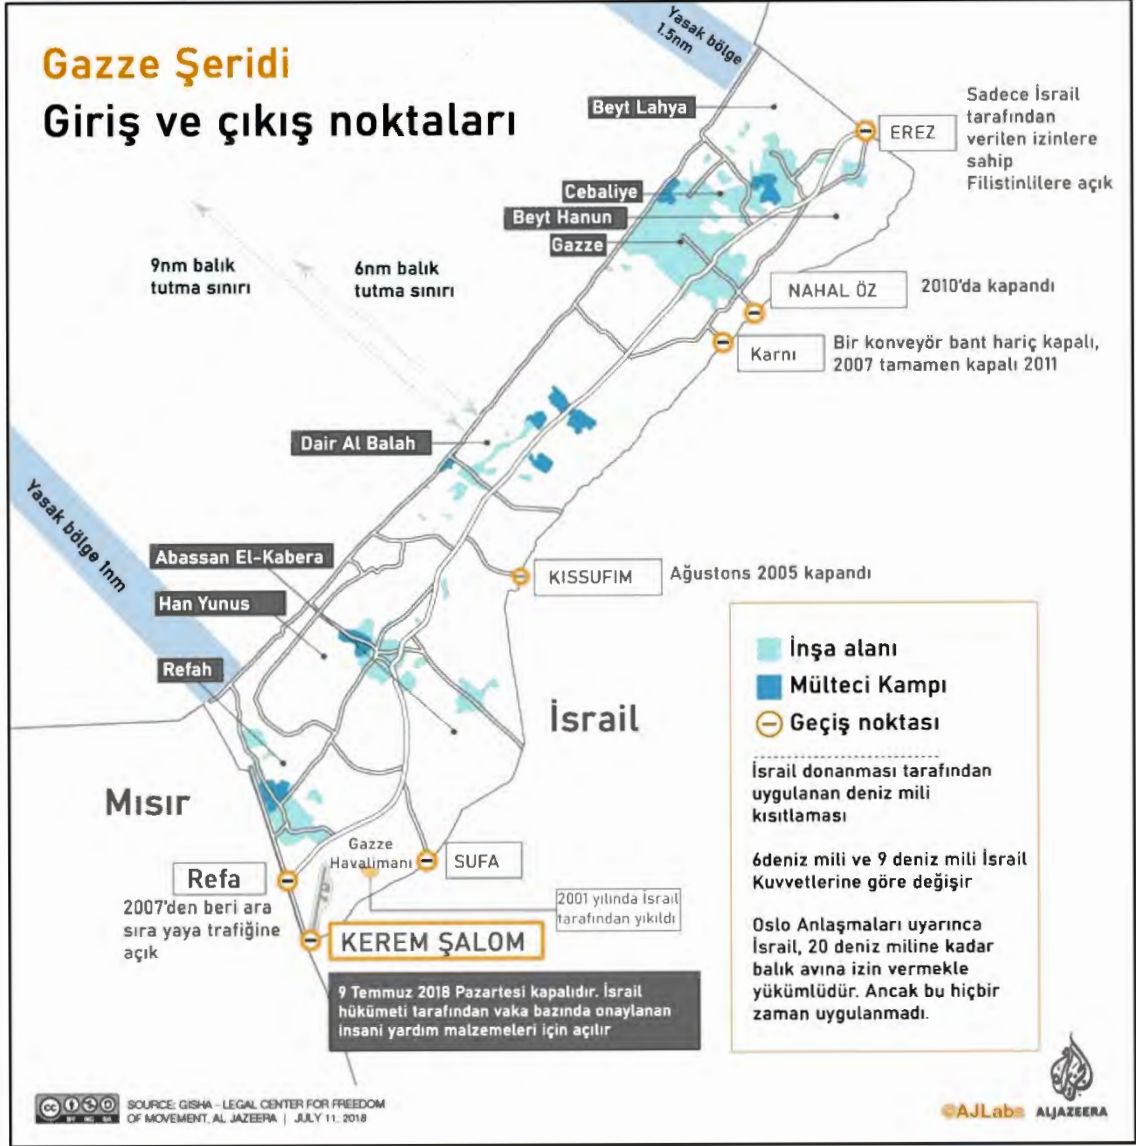 Gazze Şeridi
Giriş ve çıkış noktaları
Yasak bölge
1.5nm
Beyt Lahya
EREZ
Sadece İsrail
tarafından
verilen izinlere
sahip
Filistinlilere açık
Cebaliye
Beyt Hanun
Gazze
9nm balık
tutma sınırı
6nm balık
tutma sınırı
NAHAL ÖZ
2010'da kapandı
Karnı
Bir konveyör bant hariç kapalı,
2007 tamamen kapalı 2011
Dair Al Balah
Yasak bölge 1nm
Abassan El-Kabera
KISSUFIM
Ağustons 2005 kapandı
Han Yunus
Refah
İsrail
Mısır
İnşa alanı
Mülteci Kampı
Geçiş noktası
İsrail donanması tarafından
uygulanan deniz mili
kısıtlaması
6deniz mili ve 9 deniz mili İsrail
Kuvvetlerine göre değişir
Oslo Anlaşmaları uyarınca
İsrail, 20 deniz miline kadar
balık avına izin vermekle
yükümlüdür. Ancak bu hiçbir
zaman uygulanmadı.
Gazze
Havalimanı
SUFA
Refa
2007'den beri ara
sıra yaya trafiğine
açık
2001 yılında İsrail
tarafından yıkıldı
KEREM ŞALOM
9 Temmuz 2018 Pazartesi kapalıdır. İsrail
hükümeti tarafından vaka bazında onaylanan
insani yardım malzemeleri için açılır
cc BY NC SA
SOURCE: GISHA - LEGAL CENTER FOR FREEDOM
OF MOVEMENT, AL JAZEERA | JULY 11, 2018
©AJLabs
ALJAZEERA